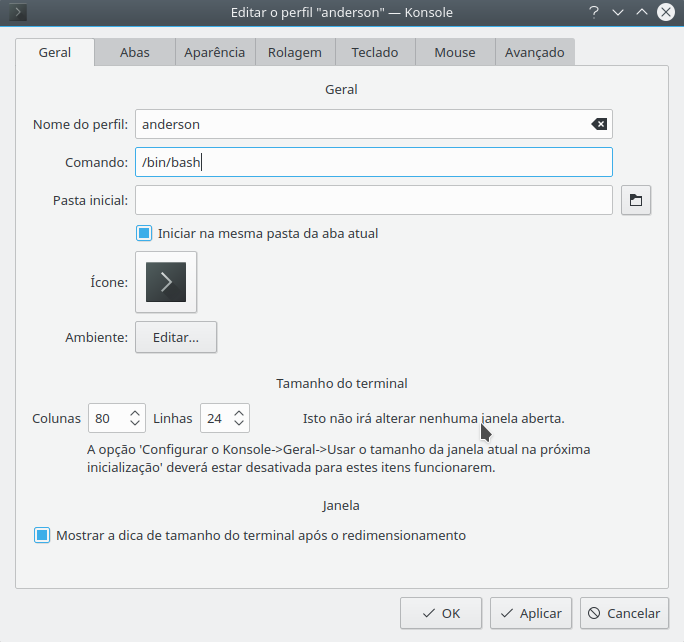 Editar o perfil "anderson" — Konsole
Geral Abas Aparência Rolagem Teclado Mouse Avançado
Geral
Nome do perfil: anderson
Comando: /bin/bash
Pasta inicial:
Iniciar na mesma pasta da aba atual
Ícone:
Ambiente: Editar...
Tamanho do terminal
Colunas 80 Linhas 24 Isto não irá alterar nenhuma janela aberta.
A opção 'Configurar o Konsole->Geral->Usar o tamanho da janela atual na próxima
inicialização' deverá estar desativada para estes itens funcionarem.
Janela
Mostrar a dica de tamanho do terminal após o redimensionamento
OK Aplicar Cancelar